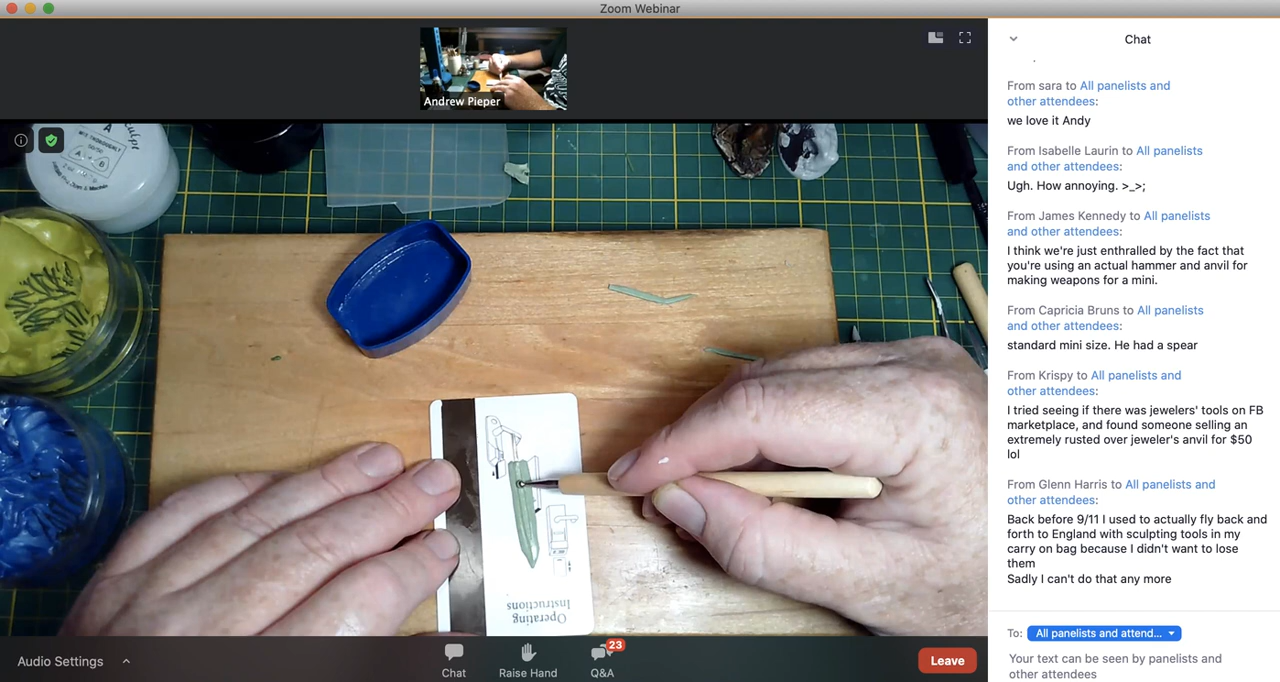 Zoom Webinar
Andrew Pieper
Sculpt
A
A + B
Operating
Instructions
Audio Settings
Chat
Raise Hand
23
Q&A
Leave
Chat
From sara to All panelists and
other attendees:
we love it Andy
From Isabelle Laurin to All panelists
and other attendees:
Ugh. How annoying. >_>;
From James Kennedy to All panelists
and other attendees:
I think we're just enthralled by the fact that
you're using an actual hammer and anvil for
making weapons for a mini.
From Capricia Bruns to All panelists
and other attendees:
standard mini size. He had a spear
From Krispy to All panelists and
other attendees:
I tried seeing if there was jewelers' tools on FB
marketplace, and found someone selling an
extremely rusted over jeweler's anvil for $50
lol
From Glenn Harris to All panelists
and other attendees:
Back before 9/11 I used to actually fly back and
forth to England with sculpting tools in my
carry on bag because I didn't want to lose
them
Sadly I can't do that any more
To: All panelists and attend...
Your text can be seen by panelists and
other attendees